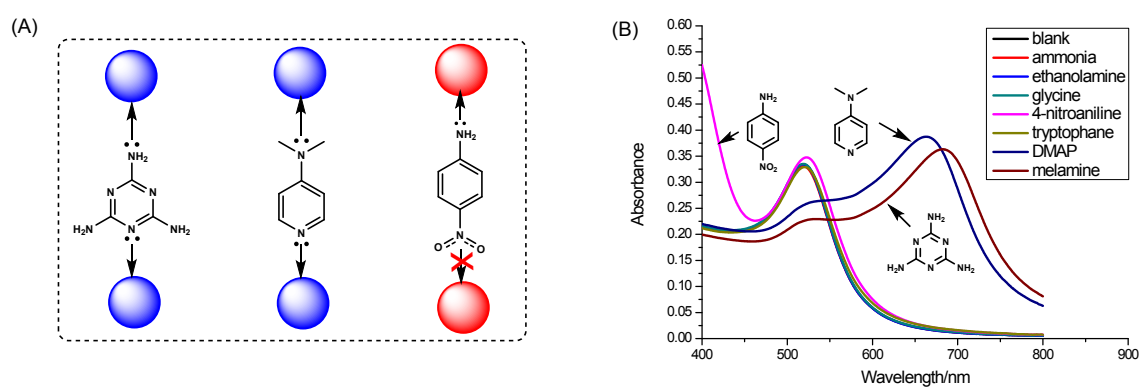 (A)
NH₂
N
N
H₂N
N
NH₂
N
N
NH₂
N
O
O
(B)
Absorbance
0.60
0.55
0.50
0.45
0.40
0.35
0.30
0.25
0.20
0.15
0.10
0.05
0.00
400
500
600
700
800
900
Wavelength/nm
blank
ammonia
ethanolamine
glycine
4-nitroaniline
tryptophane
DMAP
melamine
NH₂
NO₂
N
N
NH₂
N
N
H₂N
N
NH₂